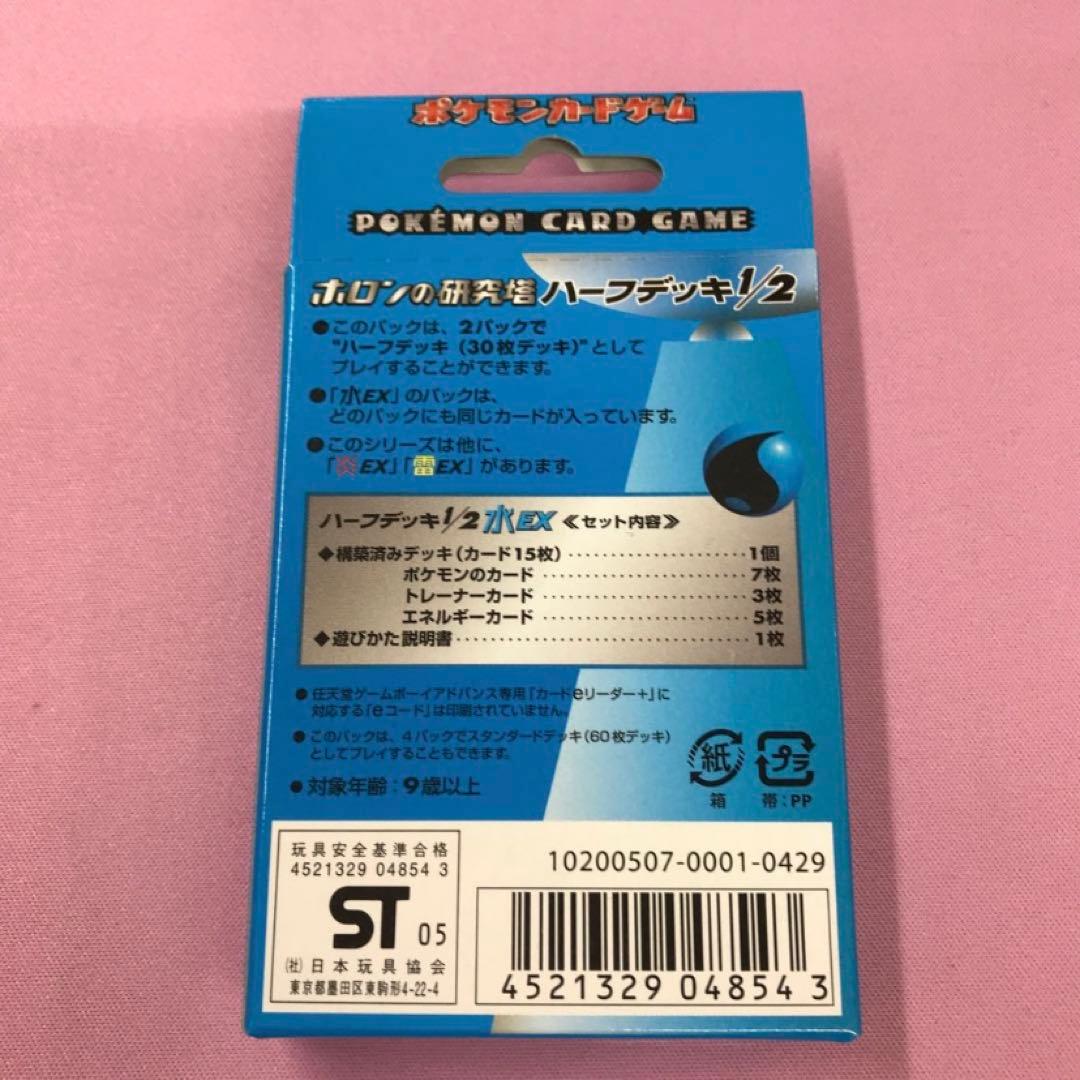 ポケモンカードゲーム
POKÉMON CARD GAME
ホロンの研究塔 ハーフデッキ1/2
●このパックは、2パックで
"ハーフデッキ（30枚デッキ）"として
プレイすることができます。
●「水EX」のパックは、
どのパックにも同じカードが入っています。
●このシリーズは他に、
「炎EX」「雷EX」があります。
ハーフデッキ1/2 水EX ≪セット内容≫
◆構築済みデッキ（カード15枚）‥‥‥‥‥‥‥‥‥1個
ポケモンのカード ‥‥‥‥‥‥‥‥‥‥7枚
トレーナーカード ‥‥‥‥‥‥‥‥‥‥3枚
エネルギーカード ‥‥‥‥‥‥‥‥‥‥5枚
◆遊びかた説明書‥‥‥‥‥‥‥‥‥‥‥‥‥‥1枚
●任天堂ゲームボーイアドバンス専用「カードeリーダー+」に
対応する「eコード」は印刷されていません。
●このパックは、4パックでスタンダードデッキ（60枚デッキ）
としてプレイすることもできます。
●対象年齢：9歳以上
紙
箱
プラ
帯：PP
玩具安全基準合格
4521329 04854 3
ST 05
(社)日本玩具協会
東京都墨田区東駒形4-22-4
10200507-0001-0429
4521329 048543